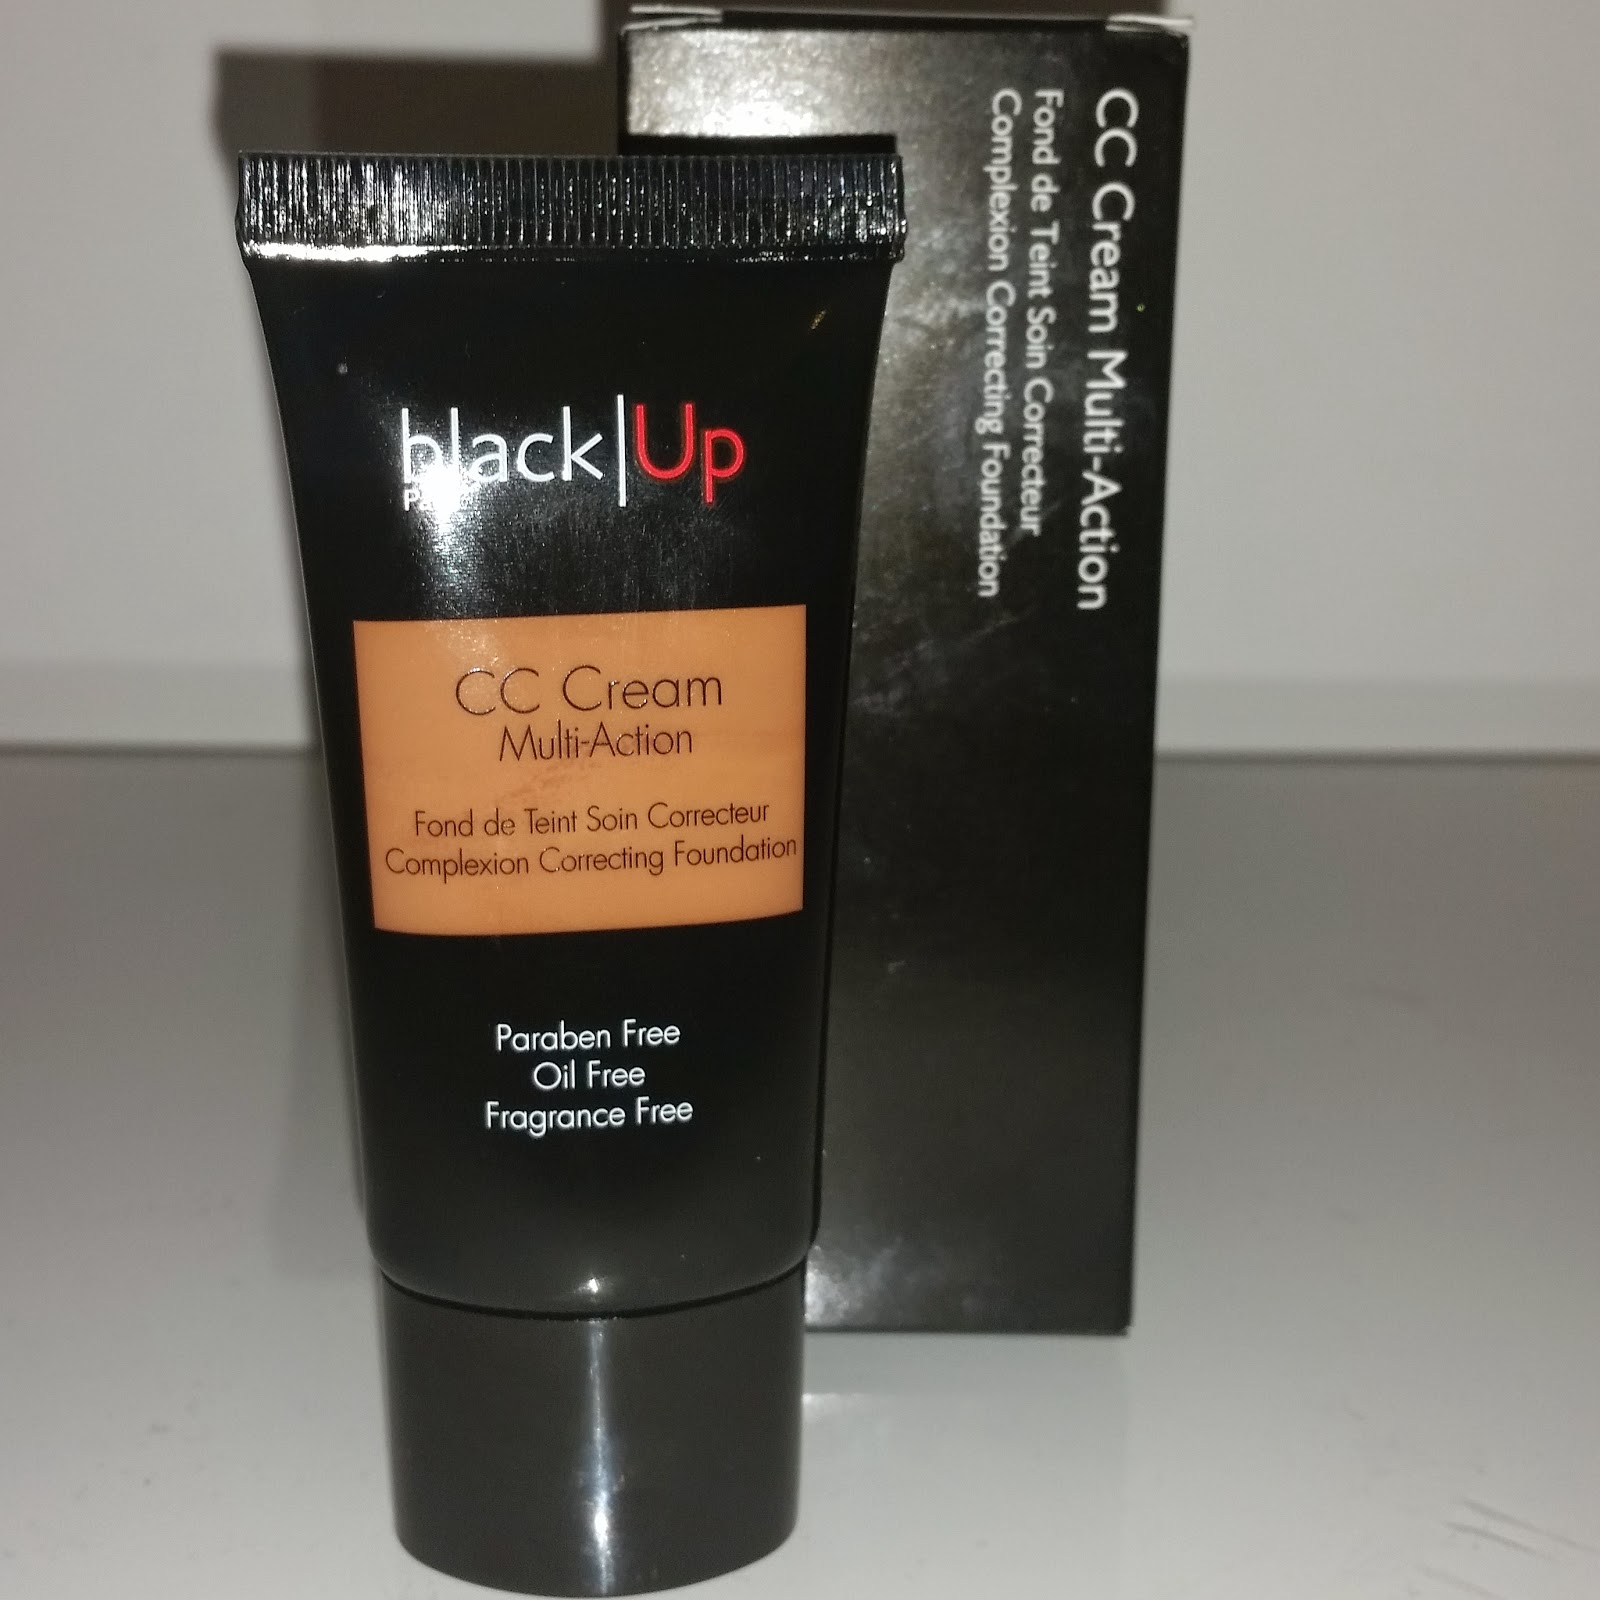 black|Up
CC Cream
Multi-Action
Fond de Teint Soin Correcteur
Complexion Correcting Foundation
Paraben Free
Oil Free
Fragrance Free
CC Cream Multi-Action
Fond de Teint Soin Correcteur
Complexion Correcting Foundation